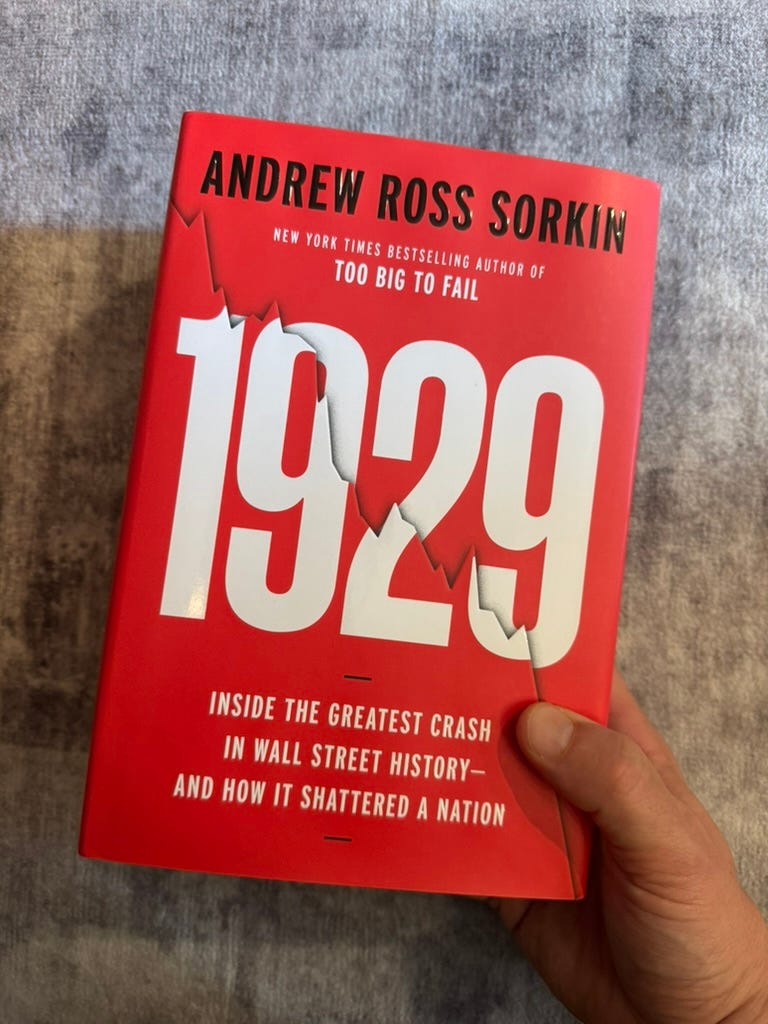 ANDREW ROSS SORKIN
NEW YORK TIMES BESTSELLING AUTHOR OF
TOO BIG TO FAIL
1929
INSIDE THE GREATEST CRASH
IN WALL STREET HISTORY—
AND HOW IT SHATTERED A NATION